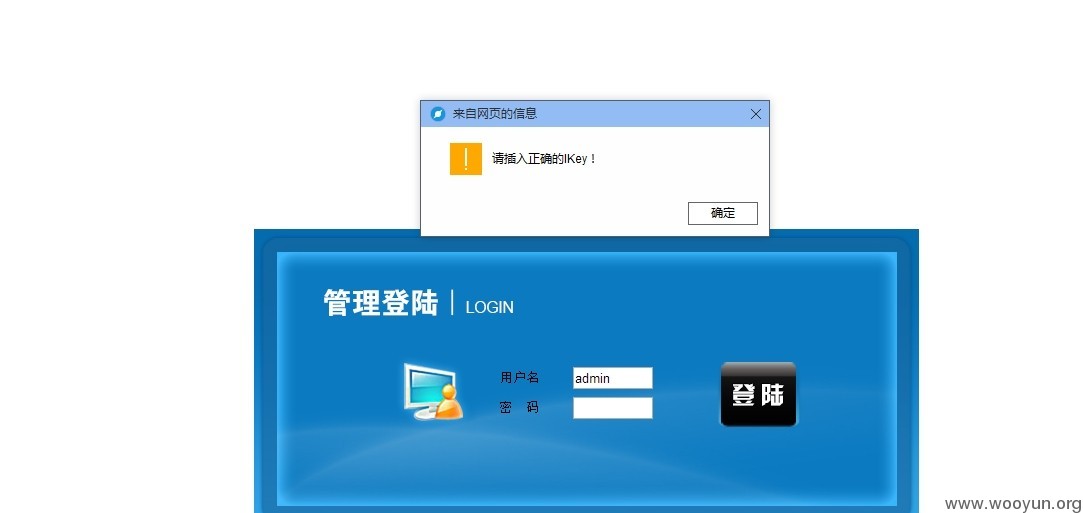 来自网页的信息
请插入正确的IKey！
确定
管理登陆 | LOGIN
用户名 admin
密 码
登陆
www.wooyun.org